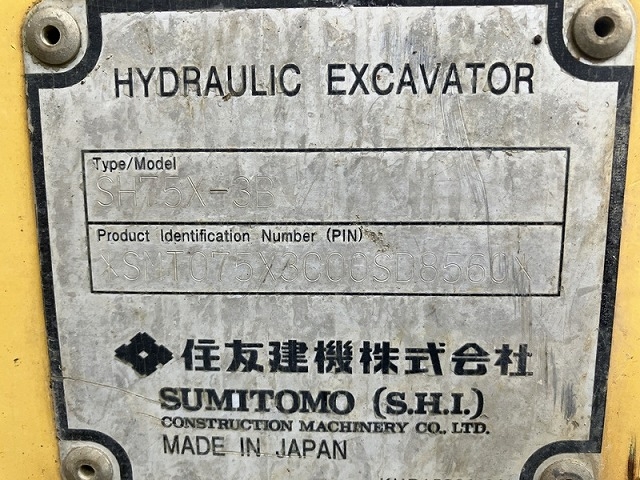 HYDRAULIC EXCAVATOR
Type/Model
SH75X-3B
Product Identification Number (PIN)
*SMT075X3C00SD8560*
住友建機株式会社
SUMITOMO (S.H.I.)
CONSTRUCTION MACHINERY CO., LTD.
MADE IN JAPAN